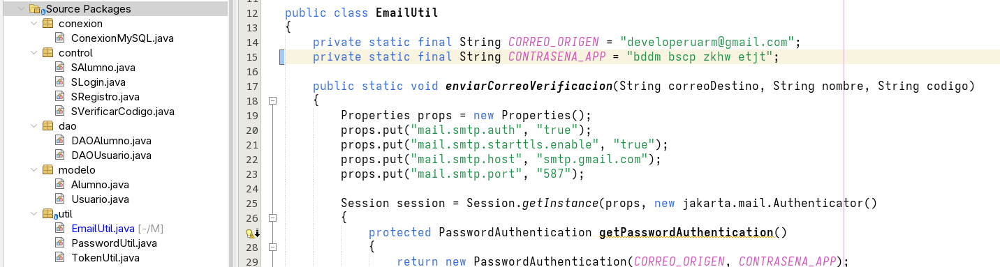 Source Packages
conexion
ConexionMySQL.java
control
SAlumno.java
SLogin.java
SRegistro.java
SVerificarCodigo.java
dao
DAOAlumno.java
DAOUsuario.java
modelo
Alumno.java
Usuario.java
util
EmailUtil.java [-/M]
PasswordUtil.java
TokenUtil.java
12 public class EmailUtil
13 {
14 private static final String CORREO_ORIGEN = "developeruarm@gmail.com";
15 private static final String CONTRASENA_APP = "bddm bscp zkhw etjt";
16
17 public static void enviarCorreoVerificacion(String correoDestino, String nombre, String codigo)
18 {
19 Properties props = new Properties();
20 props.put("mail.smtp.auth", "true");
21 props.put("mail.smtp.starttls.enable", "true");
22 props.put("mail.smtp.host", "smtp.gmail.com");
23 props.put("mail.smtp.port", "587");
24
25 Session session = Session.getInstance(props, new jakarta.mail.Authenticator()
26 {
protected PasswordAuthentication getPasswordAuthentication()
28 {
29 return new PasswordAuthentication(CORREO_ORIGEN, CONTRASENA_APP);